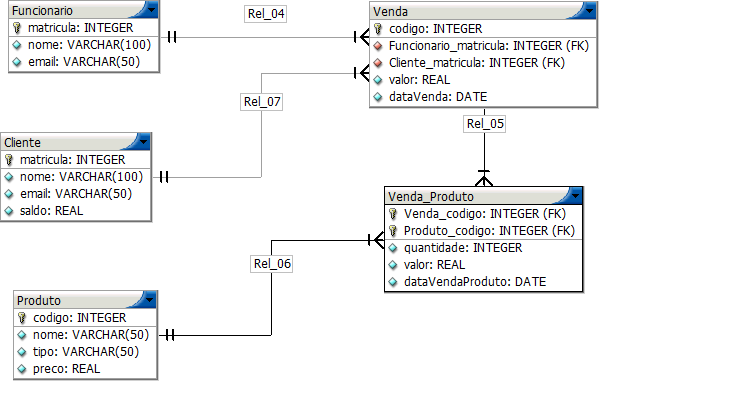 Funcionario
matricula: INTEGER
nome: VARCHAR(100)
email: VARCHAR(50)
Rel_04
Venda
codigo: INTEGER
Funcionario_matricula: INTEGER (FK)
Cliente_matricula: INTEGER (FK)
valor: REAL
dataVenda: DATE
Rel_07
Rel_05
Cliente
matricula: INTEGER
nome: VARCHAR(100)
email: VARCHAR(50)
saldo: REAL
Venda_Produto
Venda_codigo: INTEGER (FK)
Produto_codigo: INTEGER (FK)
quantidade: INTEGER
valor: REAL
dataVendaProduto: DATE
Rel_06
Produto
codigo: INTEGER
nome: VARCHAR(50)
tipo: VARCHAR(50)
preco: REAL